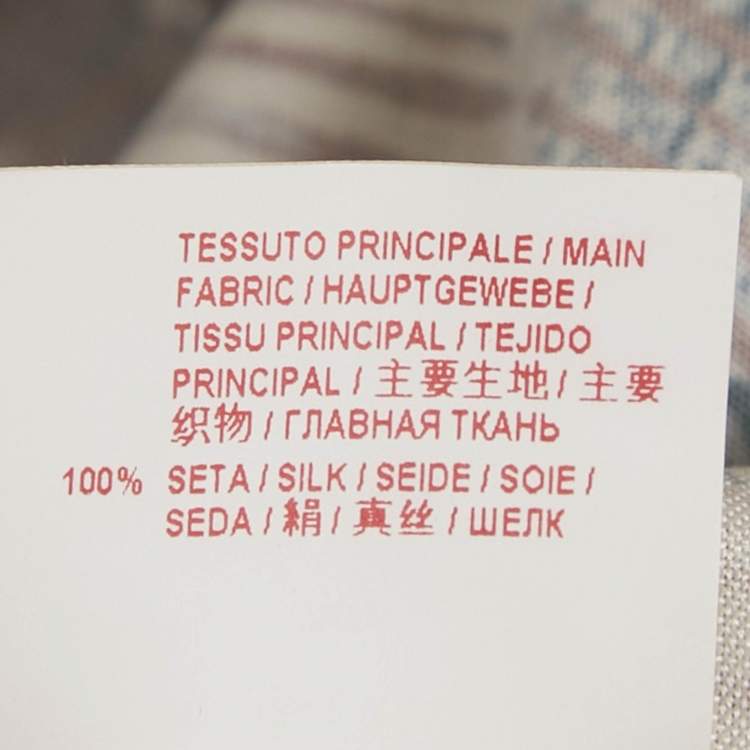 TESSUTO PRINCIPALE / MAIN
FABRIC / HAUPTGEWEBE /
TISSU PRINCIPAL / TEJIDO
PRINCIPAL / 主要生地 / 主要
织物 / ГЛАВНАЯ ТКАНЬ
100% SETA / SILK / SEIDE / SOIE /
SEDA / 絹 / 真丝 / ШЕЛК